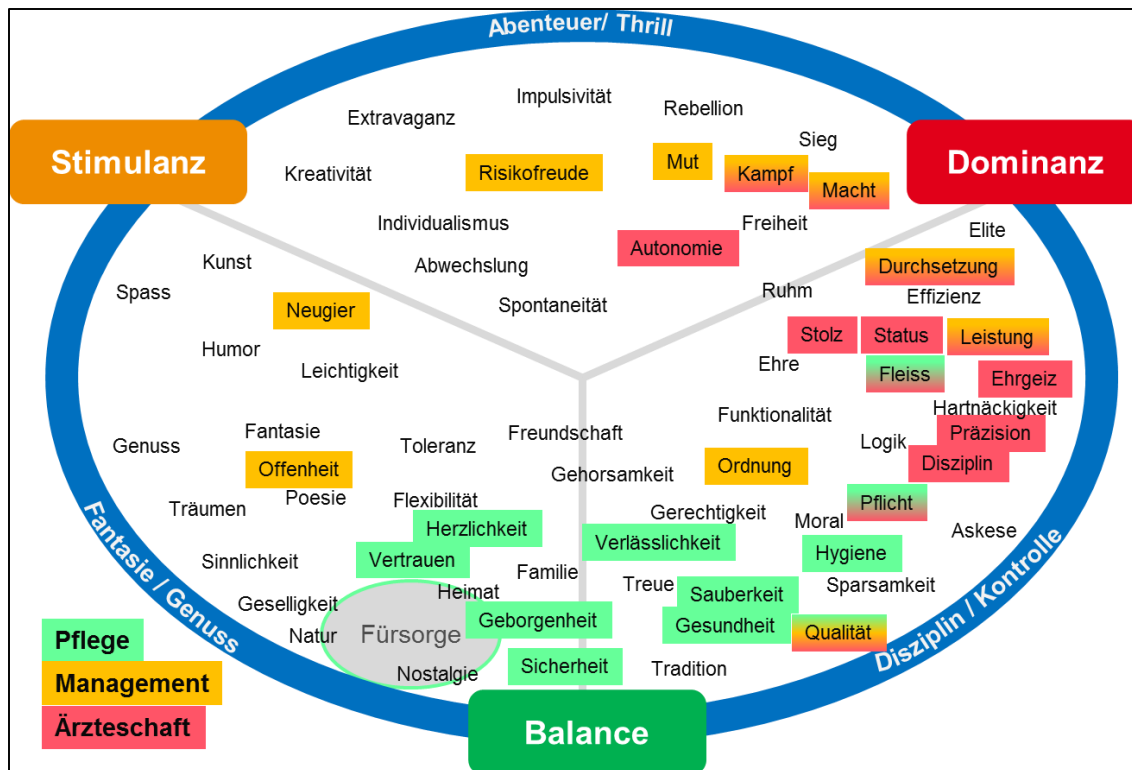 Abenteuer/ Thrill
Impulsivität
Rebellion
Extravaganz
Sieg
Stimulanz
Dominanz
Kreativität
Risikofreude
Mut
Kampf
Macht
Individualismus
Freiheit
Autonomie
Elite
Kunst
Abwechslung
Durchsetzung
Spass
Ruhm
Effizienz
Neugier
Spontaneität
Stolz
Status
Leistung
Humor
Leichtigkeit
Ehre
Fleiss
Ehrgeiz
Hartnäckigkeit
Funktionalität
Genuss
Fantasie
Toleranz
Freundschaft
Logik
Präzision
Offenheit
Gehorsamkeit
Ordnung
Disziplin
Poesie
Träumen
Flexibilität
Gerechtigkeit
Pflicht
Moral
Askese
Herzlichkeit
Verlässlichkeit
Hygiene
Sinnlichkeit
Vertrauen
Familie
Treue
Sparsamkeit
Heimat
Sauberkeit
Geselligkeit
Geborgenheit
Gesundheit
Qualität
Natur
Fürsorge
Nostalgie
Sicherheit
Tradition
Fantasie / Genuss
Disziplin / Kontrolle
Pflege
Management
Ärzteschaft
Balance